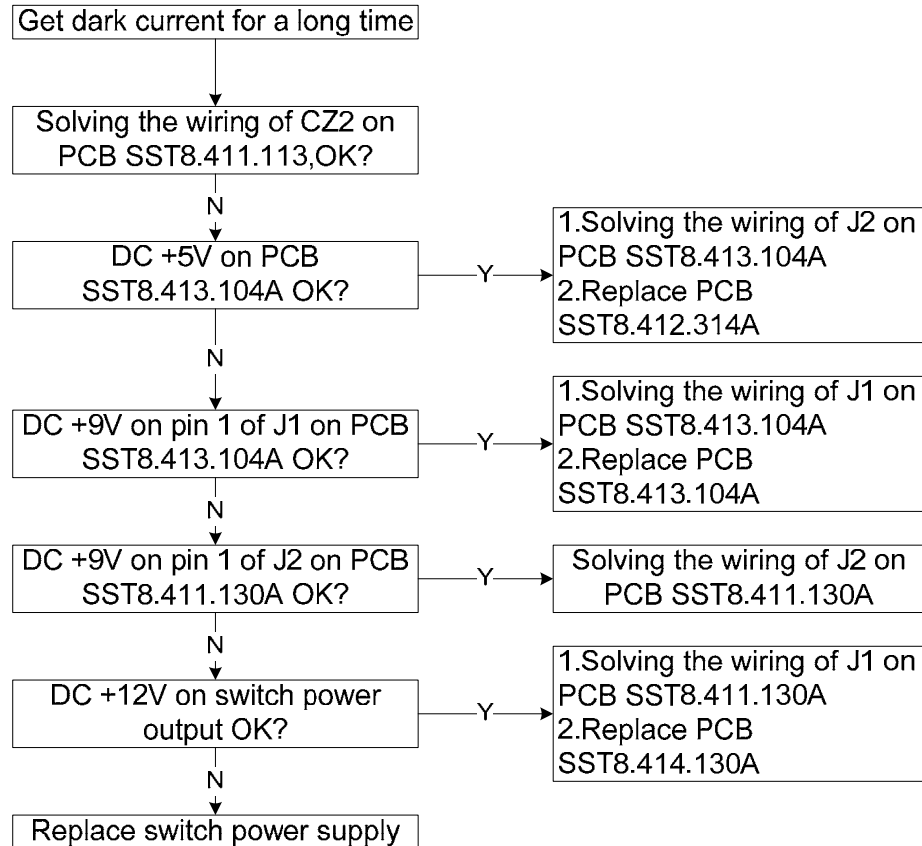 Get dark current for a long time
Solving the wiring of CZ2 on
PCB SST8.411.113,OK?
N
DC +5V on PCB
SST8.413.104A OK?
Y
1.Solving the wiring of J2 on
PCB SST8.413.104A
2.Replace PCB
SST8.412.314A
N
DC +9V on pin 1 of J1 on PCB
SST8.413.104A OK?
Y
1.Solving the wiring of J1 on
PCB SST8.413.104A
2.Replace PCB
SST8.413.104A
N
DC +9V on pin 1 of J2 on PCB
SST8.411.130A OK?
Y
Solving the wiring of J2 on
PCB SST8.411.130A
N
DC +12V on switch power
output OK?
Y
1.Solving the wiring of J1 on
PCB SST8.411.130A
2.Replace PCB
SST8.414.130A
N
Replace switch power supply